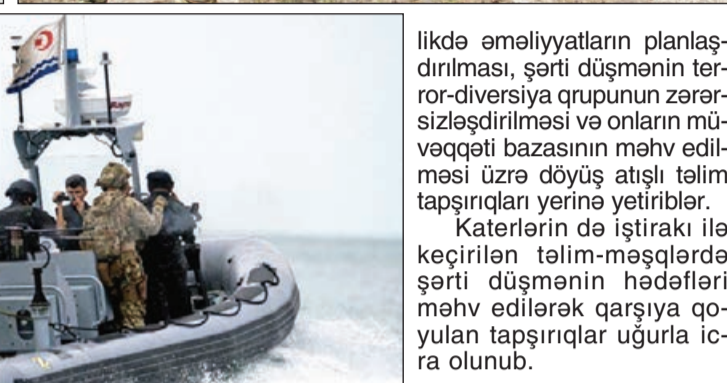 likdə əməliyyatların planlaş-
dırılması, şərti düşmənin ter-
ror-diversiya qrupunun zərər-
sizləşdirilməsi və onların mü-
vəqqəti bazasının məhv edil-
məsi üzrə döyüş atışlı təlim
tapşırıqları yerinə yetiriblər.
Katerlərin də iştirakı ilə
keçirilən təlim-məşqlərdə
şərti düşmənin hədəfləri
məhv edilərək qarşıya qo-
yulan tapşırıqlar uğurla ic-
ra olunub.